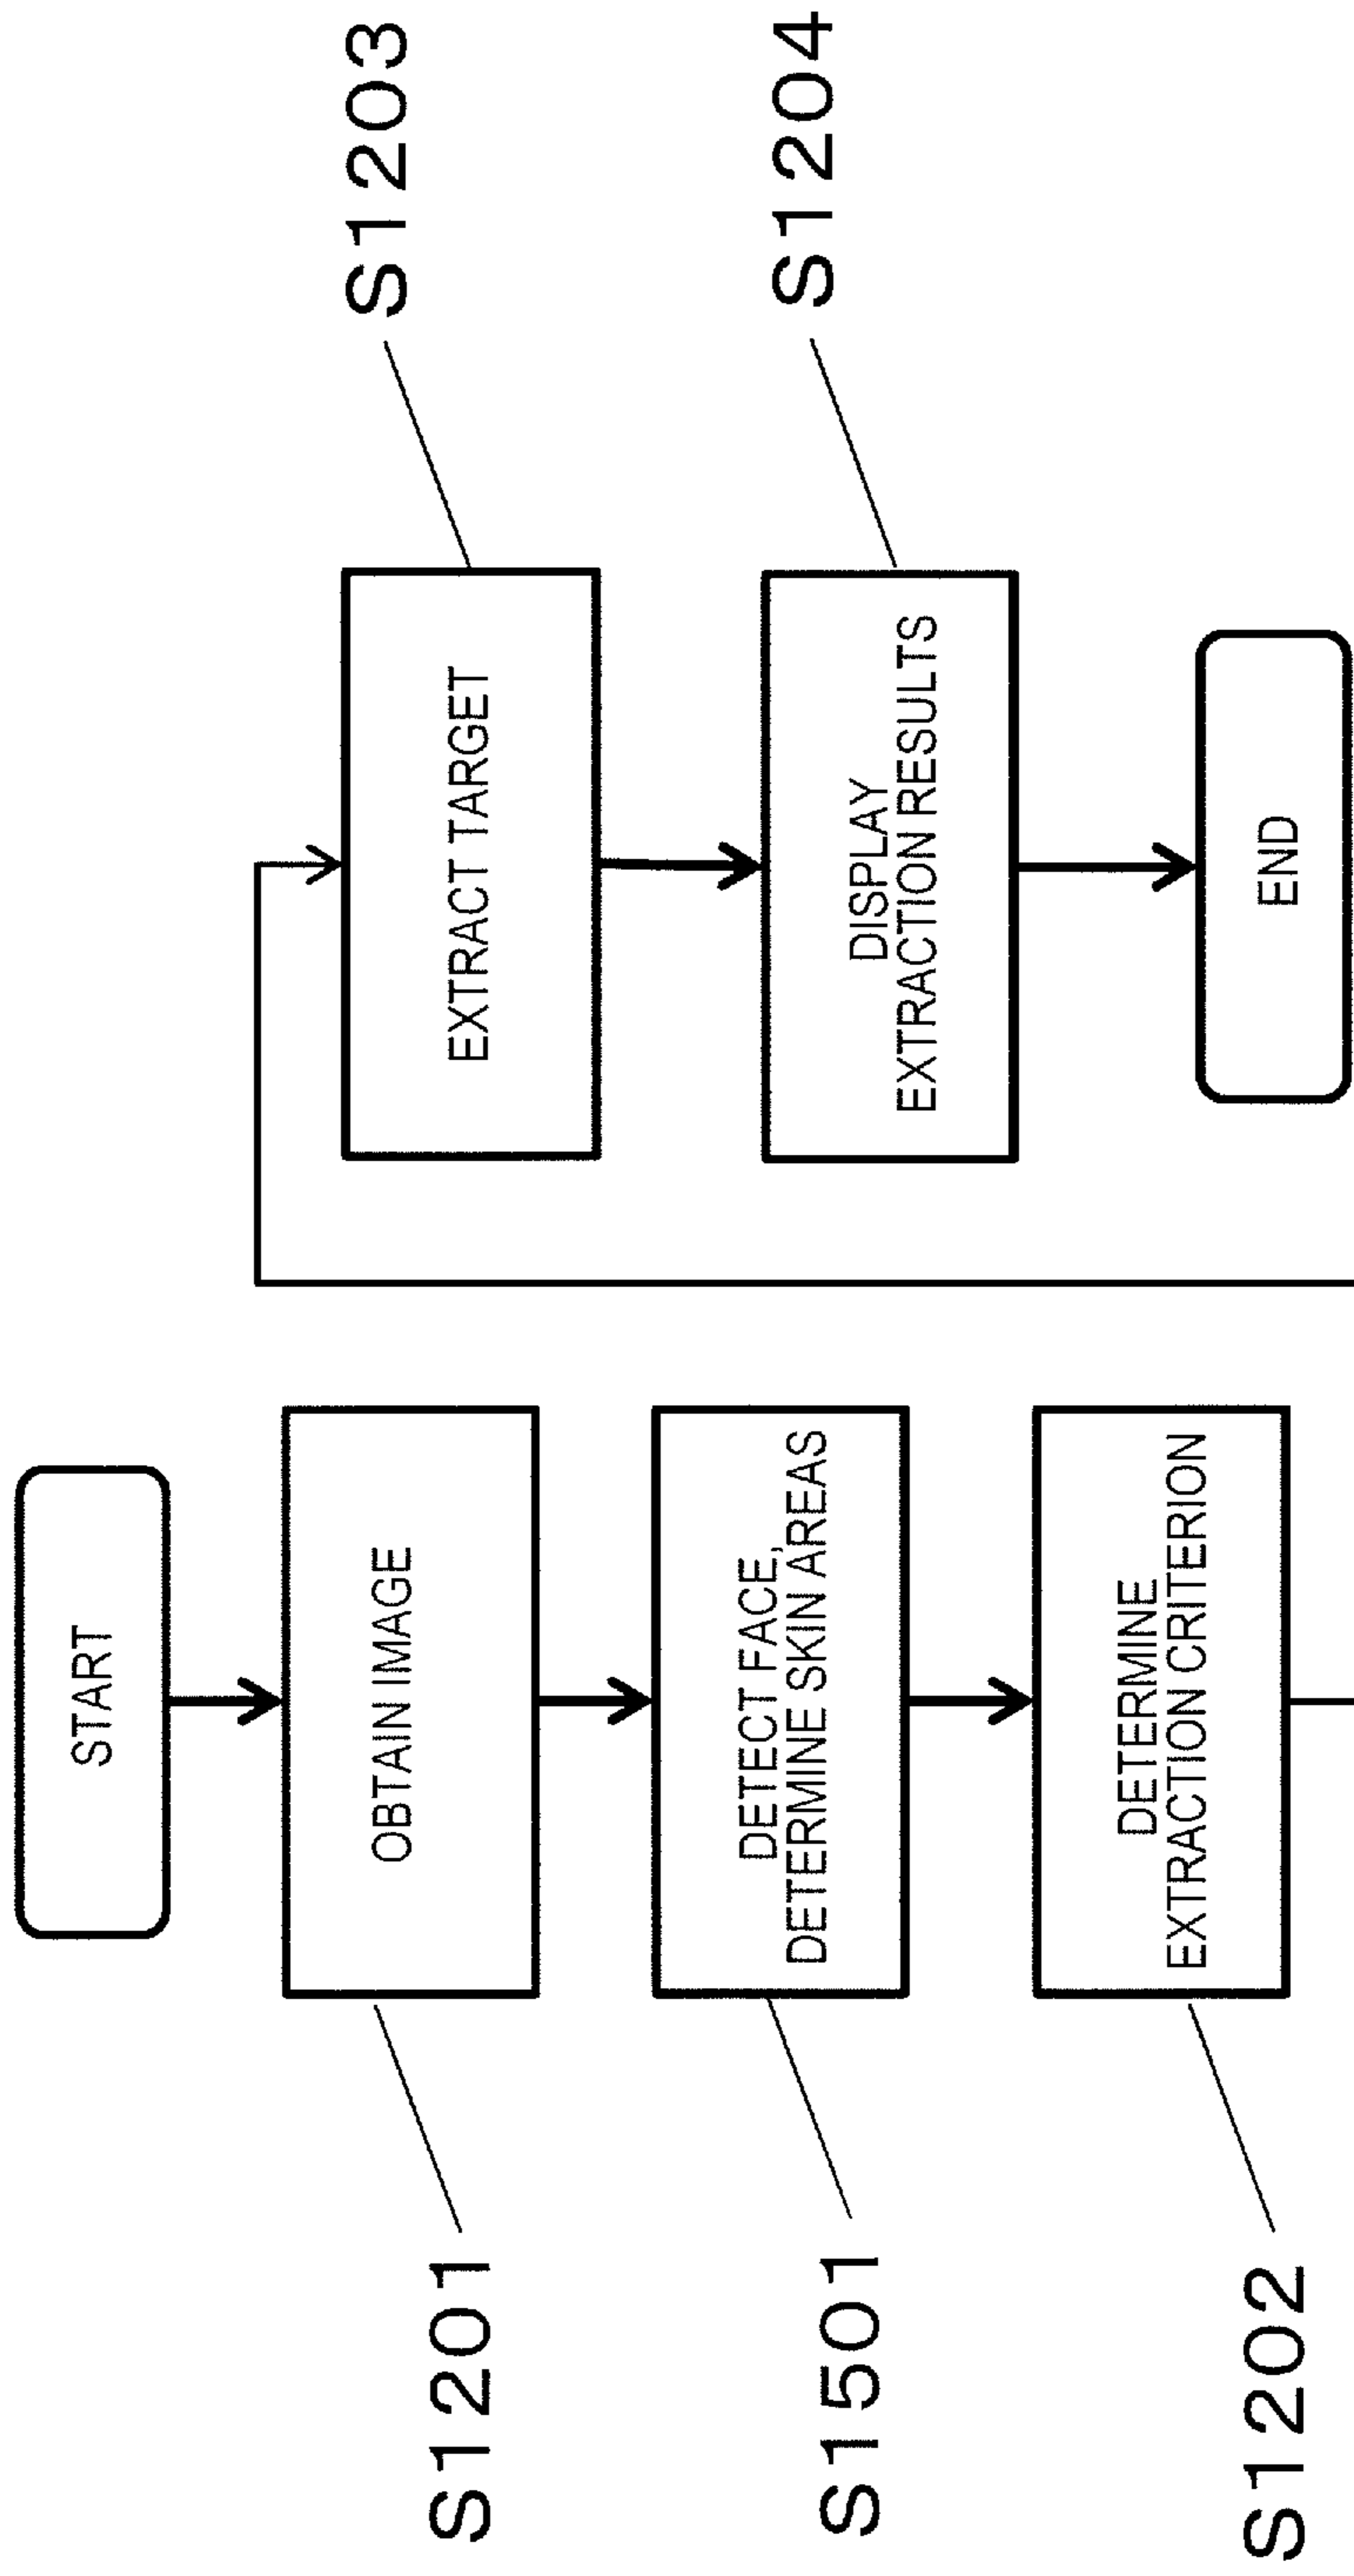 START
S1201
OBTAIN IMAGE
S1501
DETECT FACE,
DETERMINE SKIN AREAS
S1202
DETERMINE
EXTRACTION CRITERION
EXTRACT TARGET
S1203
DISPLAY
EXTRACTION RESULTS
S1204
END